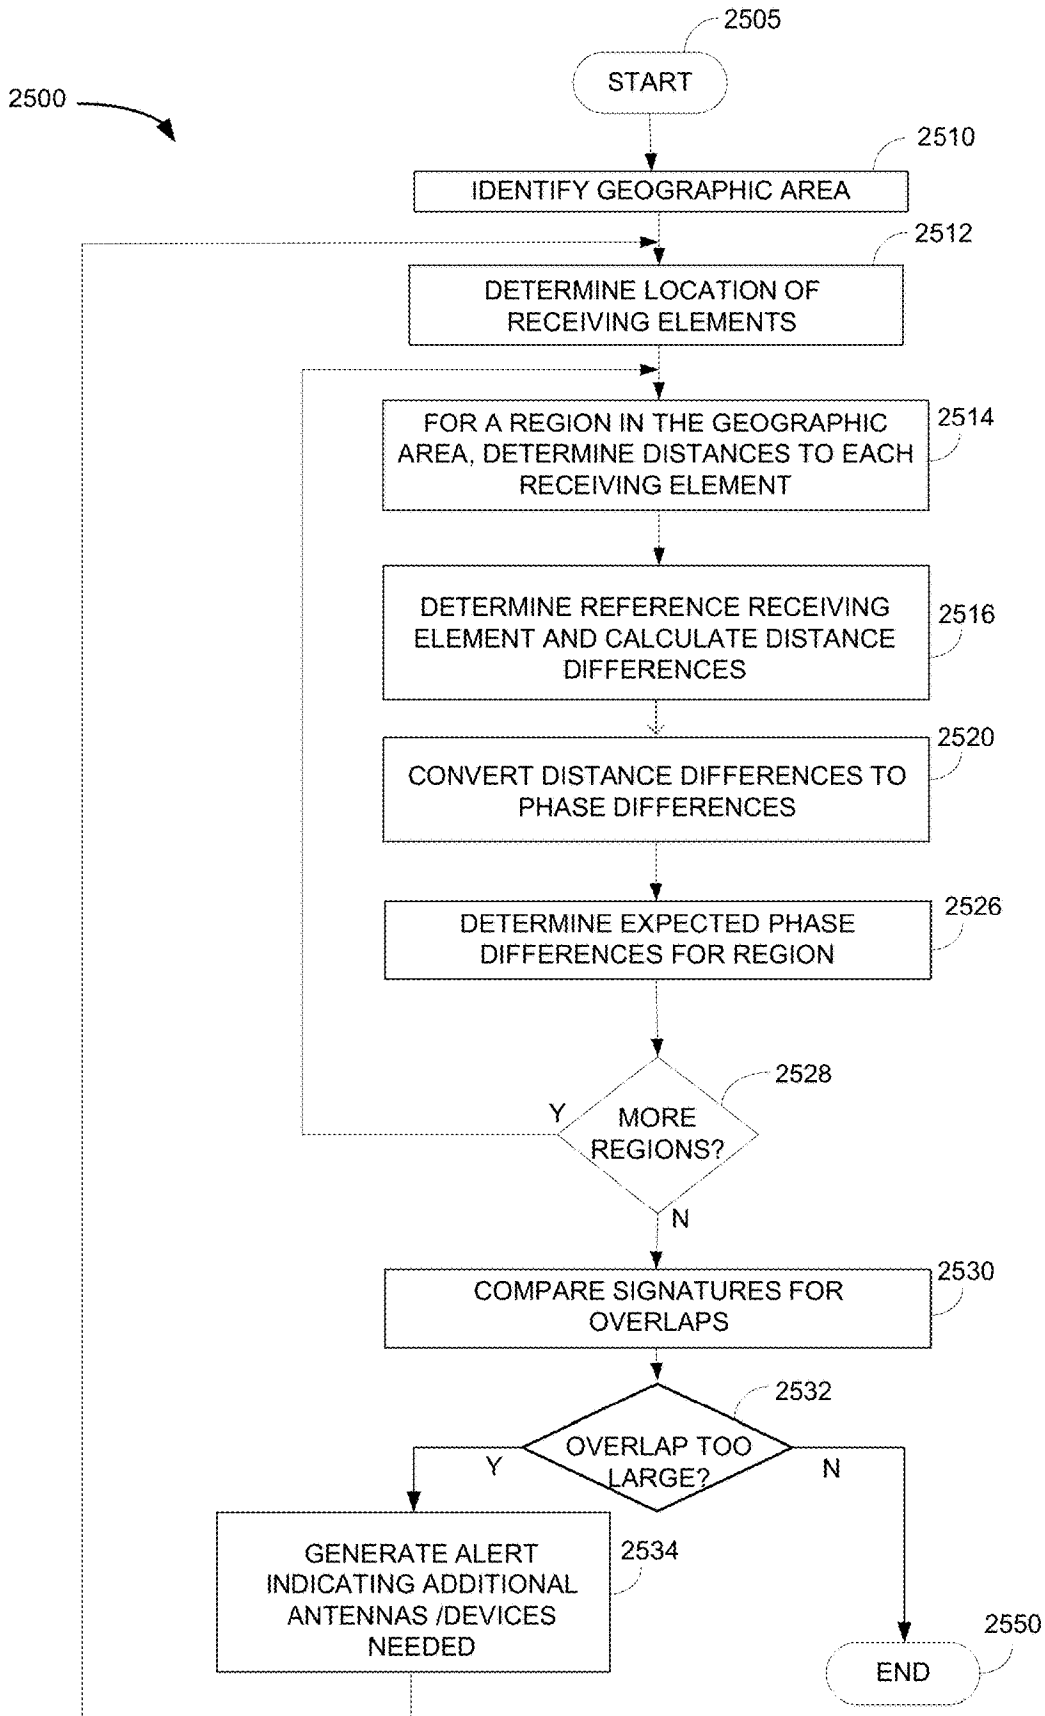 2505
START
2500
2510
IDENTIFY GEOGRAPHIC AREA
2512
DETERMINE LOCATION OF
RECEIVING ELEMENTS
FOR A REGION IN THE GEOGRAPHIC
AREA, DETERMINE DISTANCES TO EACH
RECEIVING ELEMENT
2514
DETERMINE REFERENCE RECEIVING
ELEMENT AND CALCULATE DISTANCE
DIFFERENCES
2516
2520
CONVERT DISTANCE DIFFERENCES TO
PHASE DIFFERENCES
2526
DETERMINE EXPECTED PHASE
DIFFERENCES FOR REGION
2528
Y
MORE
REGIONS?
N
2530
COMPARE SIGNATURES FOR
OVERLAPS
2532
OVERLAP TOO
LARGE?
Y
N
GENERATE ALERT
INDICATING ADDITIONAL
ANTENNAS /DEVICES
NEEDED
2534
2550
END